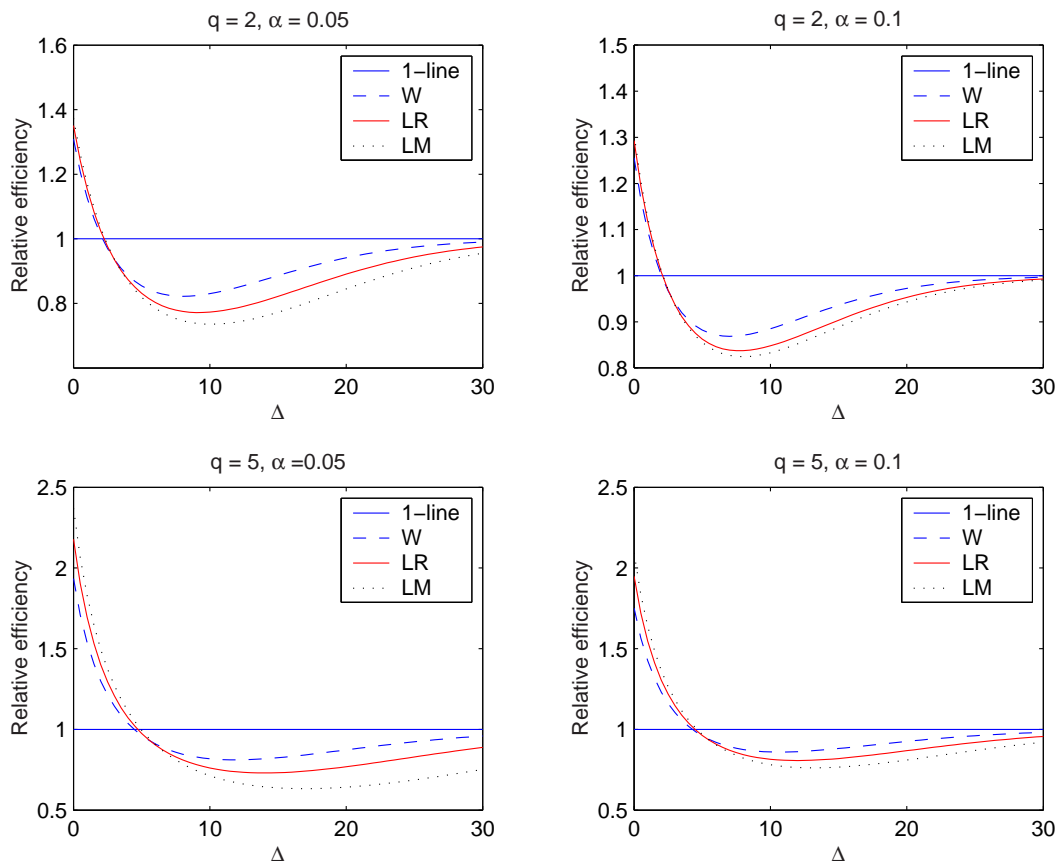 q = 2, α = 0.05
1.6
1.4
1.2
1
0.8
Relative efficiency
1−line
W
LR
LM
0 10 20 30
Δ
q = 2, α = 0.1
1.5
1.4
1.3
1.2
1.1
1
0.9
0.8
Relative efficiency
1−line
W
LR
LM
0 10 20 30
Δ
q = 5, α =0.05
2.5
2
1.5
1
0.5
Relative efficiency
1−line
W
LR
LM
0 10 20 30
Δ
q = 5, α = 0.1
2.5
2
1.5
1
0.5
Relative efficiency
1−line
W
LR
LM
0 10 20 30
Δ